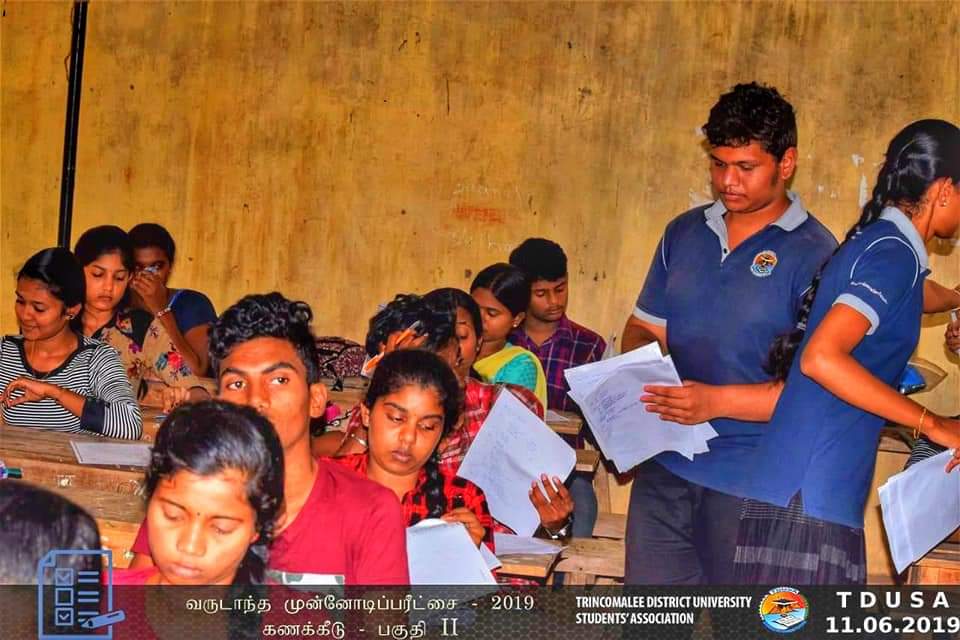 வருடாந்த முன்னோடிப்பரீட்சை - 2019
கணக்கீடு - பகுதி II
TRINCOMALEE DISTRICT UNIVERSITY
STUDENTS' ASSOCIATION
TDUSA
11.06.2019